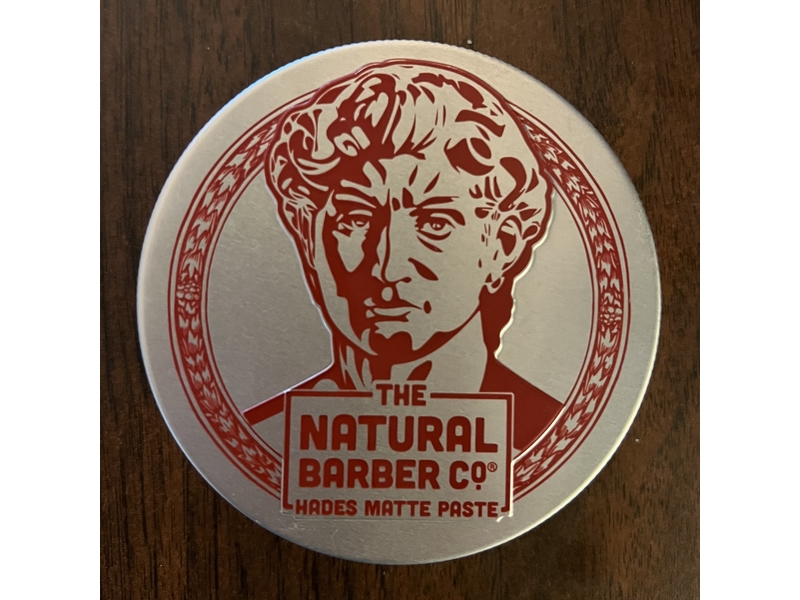 THE
NATURAL
BARBER CO®
HADES MATTE PASTE